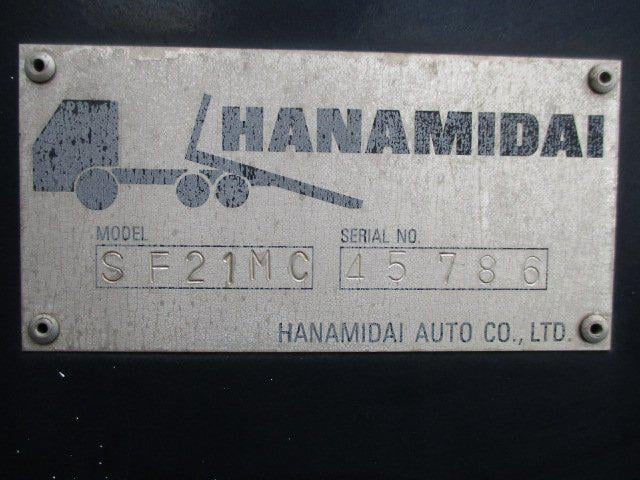 HANAMIDAI
MODEL SERIAL NO.
SF21MC 45786
HANAMIDAI AUTO CO., LTD.